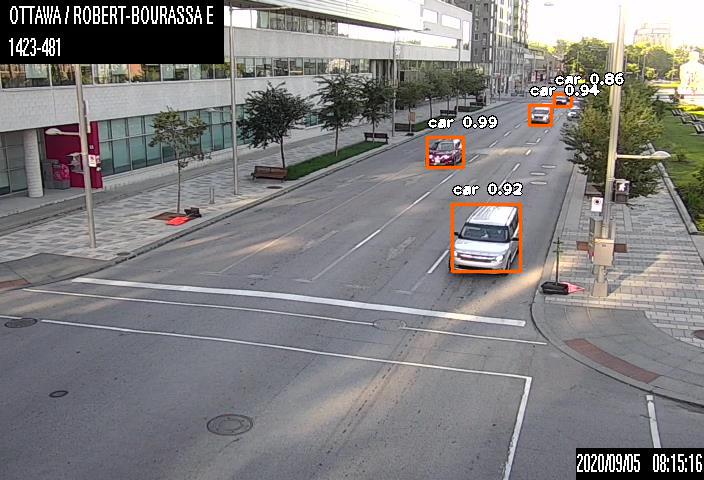 OTTAWA / ROBERT-BOURASSA E
1423-481
car 0.86
car 0.94
car 0.99
car 0.92
2020/09/05 08:15:16